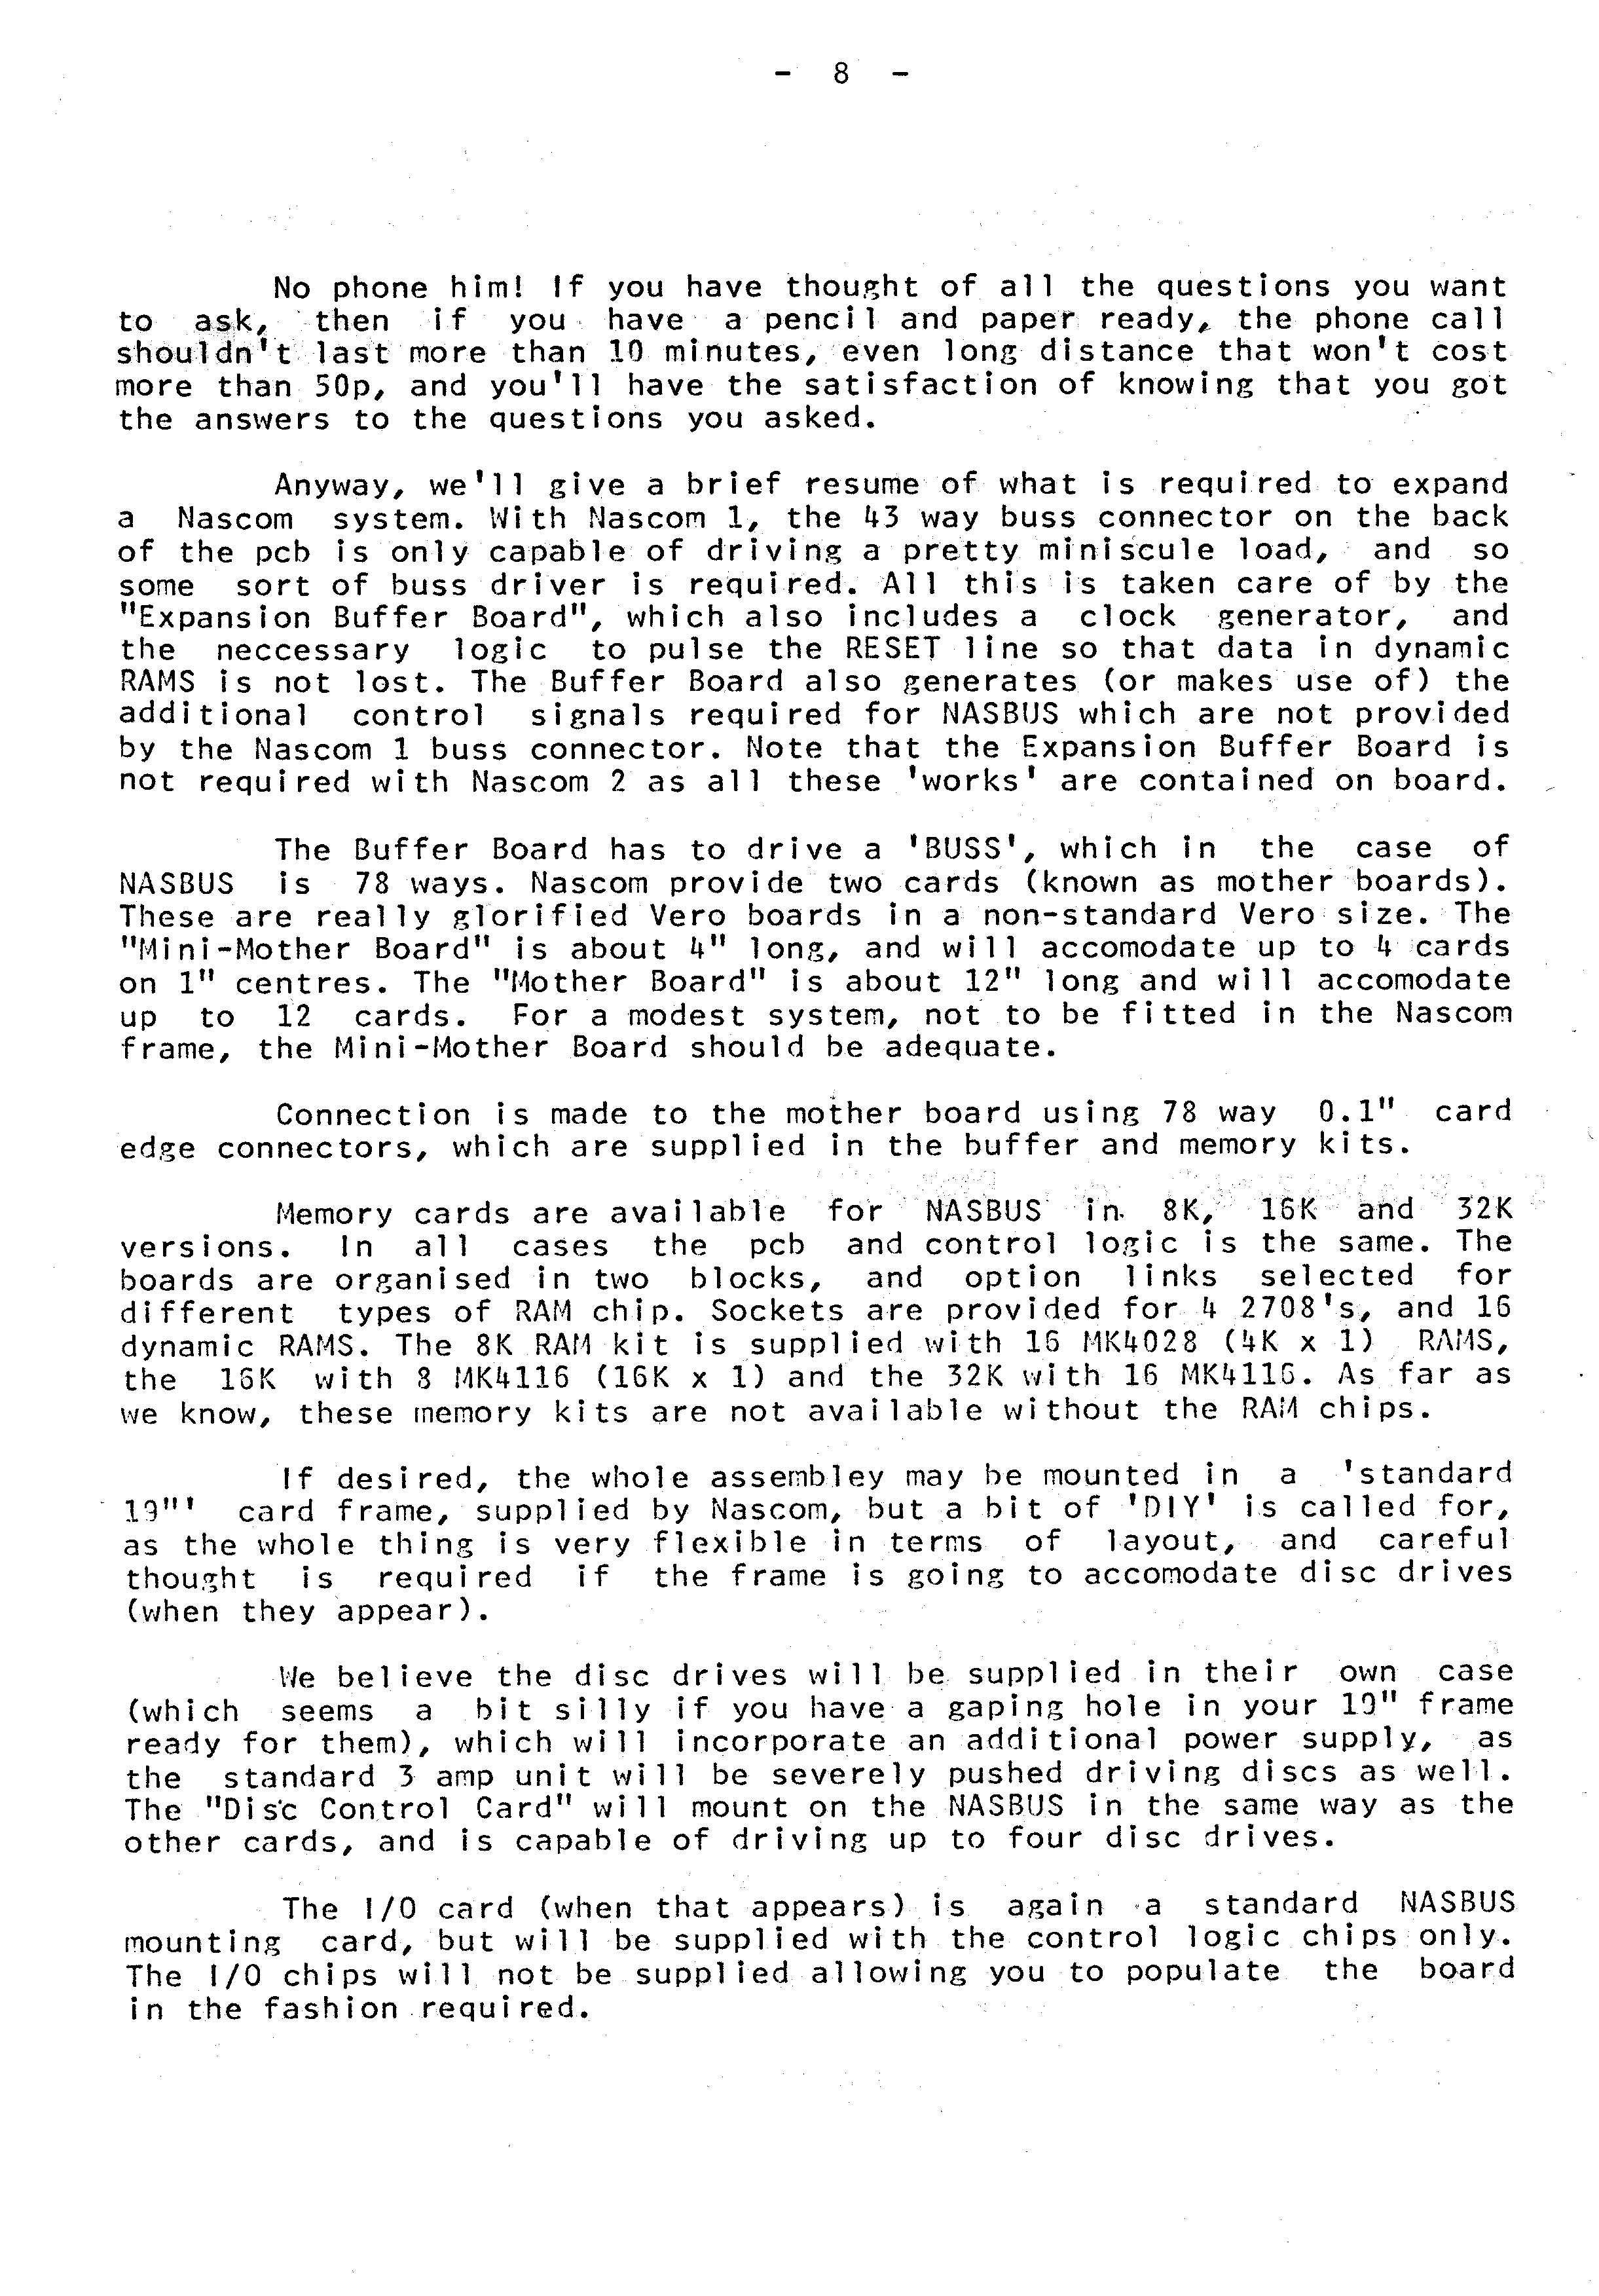 - 8 -
No phone him! If you have thought of all the questions you want
to ask, then if you have a pencil and paper ready, the phone call
shouldn't last more than 10 minutes, even long distance that won't cost
more than 50p, and you'll have the satisfaction of knowing that you got
the answers to the questions you asked.
Anyway, we'll give a brief resume of what is required to expand
a Nascom system. With Nascom 1, the 43 way buss connector on the back
of the pcb is only capable of driving a pretty miniscule load, and so
some sort of buss driver is required. All this is taken care of by the
"Expansion Buffer Board", which also includes a clock generator, and
the neccessary logic to pulse the RESET line so that data in dynamic
RAMS is not lost. The Buffer Board also generates (or makes use of) the
additional control signals required for NASBUS which are not provided
by the Nascom 1 buss connector. Note that the Expansion Buffer Board is
not required with Nascom 2 as all these 'works' are contained on board.
The Buffer Board has to drive a 'BUSS', which in the case of
NASBUS is 78 ways. Nascom provide two cards (known as mother boards).
These are really glorified Vero boards in a non-standard Vero size. The
"Mini-Mother Board" is about 4" long, and will accomodate up to 4 cards
on 1" centres. The "Mother Board" is about 12" long and will accomodate
up to 12 cards. For a modest system, not to be fitted in the Nascom
frame, the Mini-Mother Board should be adequate.
Connection is made to the mother board using 78 way 0.1" card
edge connectors, which are supplied in the buffer and memory kits.
Memory cards are available for NASBUS in 8K, 16K and 32K
versions. In all cases the pcb and control logic is the same. The
boards are organised in two blocks, and option links selected for
different types of RAM chip. Sockets are provided for 4 2708's, and 16
dynamic RAMS. The 8K RAM kit is supplied with 16 MK4028 (4K x 1) RAMS,
the 16K with 8 MK4116 (16K x 1) and the 32K with 16 MK4116. As far as
we know, these memory kits are not available without the RAM chips.
If desired, the whole assembley may be mounted in a 'standard
19"' card frame, supplied by Nascom, but a bit of 'DIY' is called for,
as the whole thing is very flexible in terms of layout, and careful
thought is required if the frame is going to accomodate disc drives
(when they appear).
We believe the disc drives will be supplied in their own case
(which seems a bit silly if you have a gaping hole in your 19" frame
ready for them), which will incorporate an additional power supply, as
the standard 3 amp unit will be severely pushed driving discs as well.
The "Disc Control Card" will mount on the NASBUS in the same way as the
other cards, and is capable of driving up to four disc drives.
The I/O card (when that appears) is again a standard NASBUS
mounting card, but will be supplied with the control logic chips only.
The I/O chips will not be supplied allowing you to populate the board
in the fashion required.